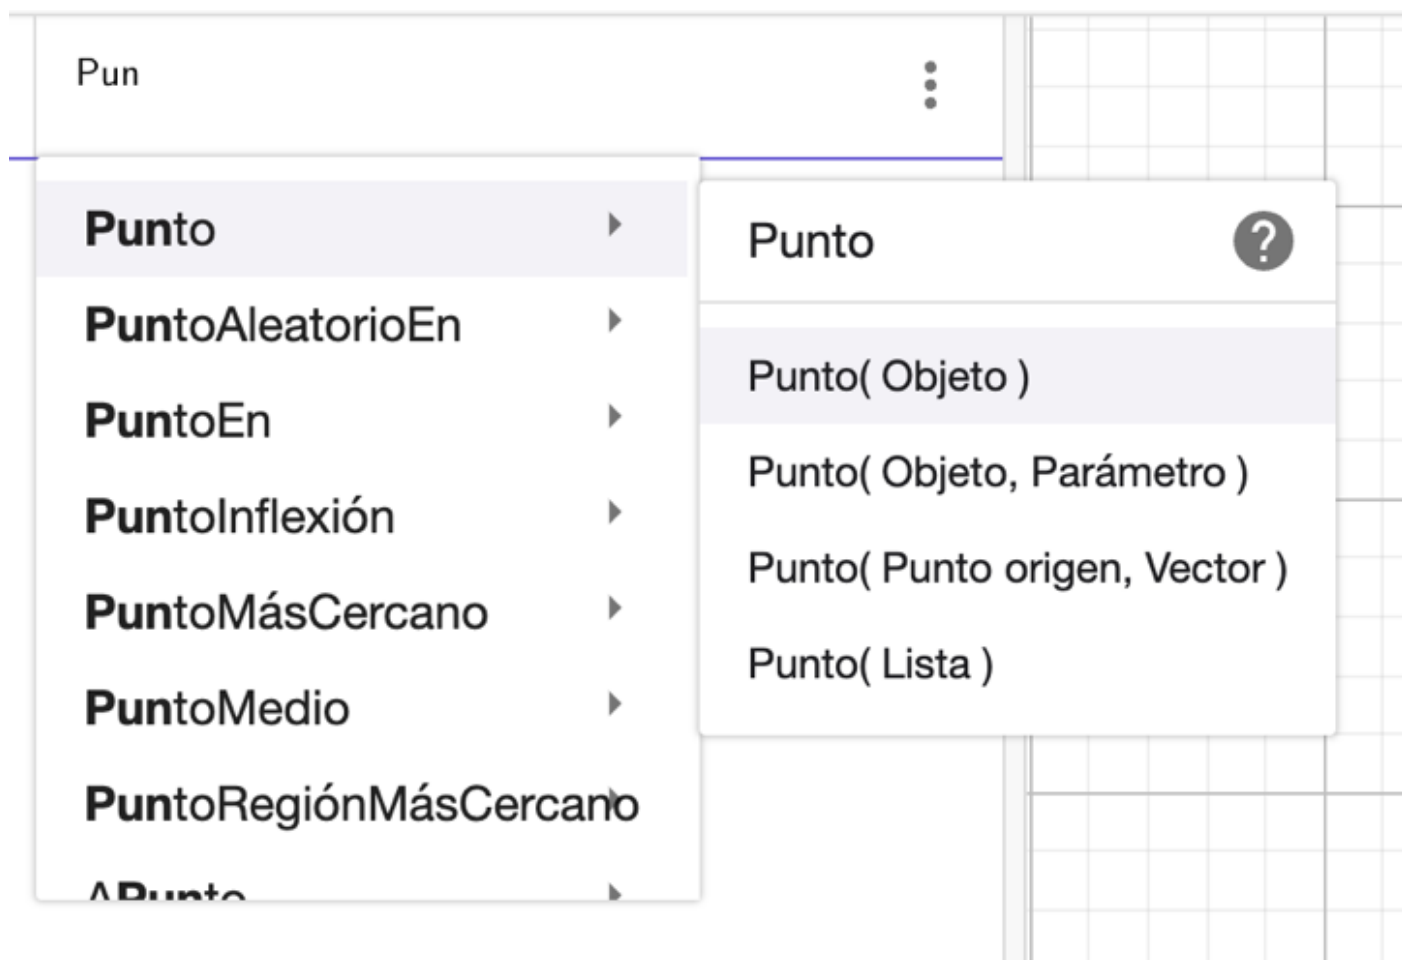 Pun
Punto
PuntoAleatorioEn
PuntoEn
PuntoInflexión
PuntoMásCercano
PuntoMedio
PuntoRegiónMásCercano
APunto
Punto
?
Punto( Objeto )
Punto( Objeto, Parámetro )
Punto( Punto origen, Vector )
Punto( Lista )